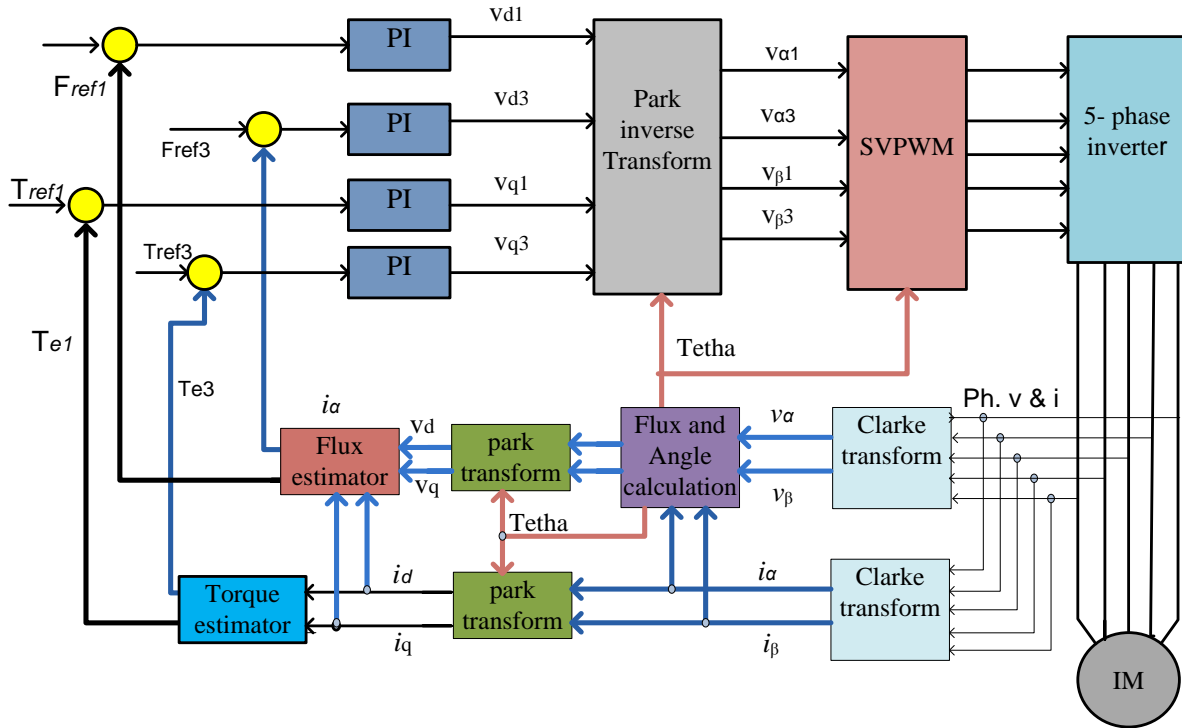 PI
vd1
Fref1
Park
inverse
Transform
vα1
SVPWM
5- phase
inverter
PI
vd3
Fref3
vα3
Tref1
PI
vq1
vβ1
Tref3
PI
vq3
vβ3
Te1
Te3
Tetha
Ph. v & i
iα
Flux
estimator
vd
vq
park
transform
Flux and
Angle
calculation
vα
vβ
Clarke
transform
Tetha
Torque
estimator
id
iq
park
transform
iα
iβ
Clarke
transform
IM